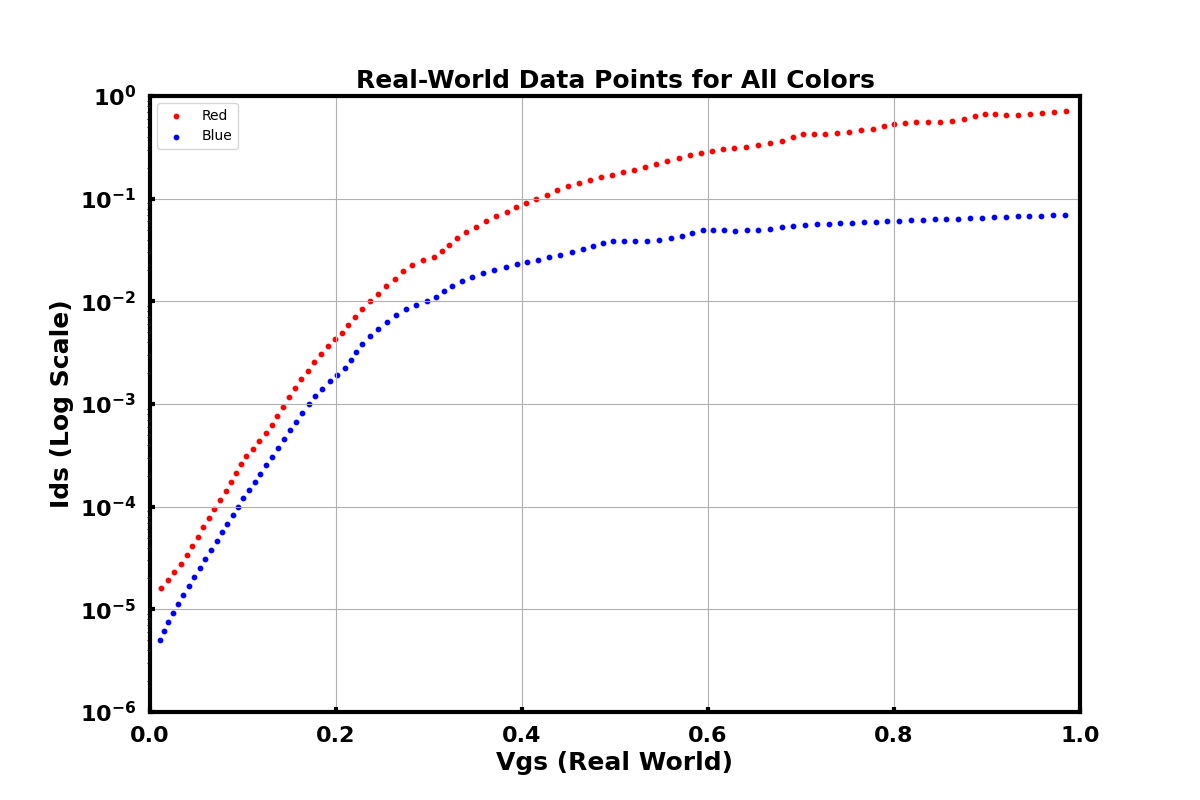 Real-World Data Points for All Colors
Red
Blue
10⁰
10⁻¹
10⁻²
10⁻³
10⁻⁴
10⁻⁵
10⁻⁶
Ids (Log Scale)
0.0 0.2 0.4 0.6 0.8 1.0
Vgs (Real World)